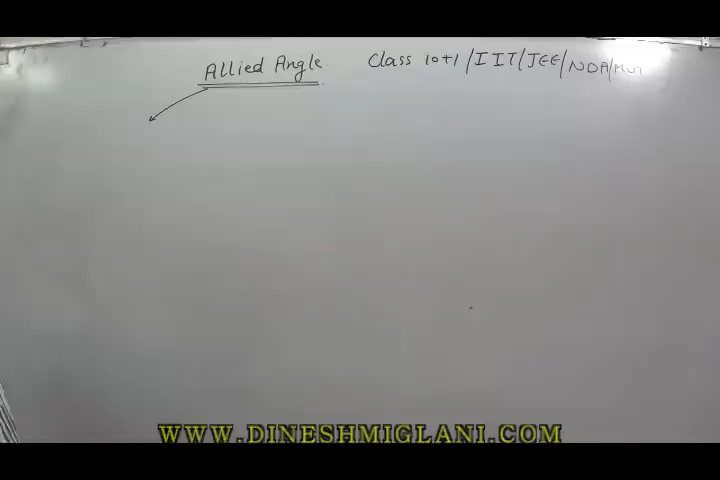 Allied Angle
Class 10+1/IIT/JEE/NDA/
WWW.DINESHMIGLANI.COM